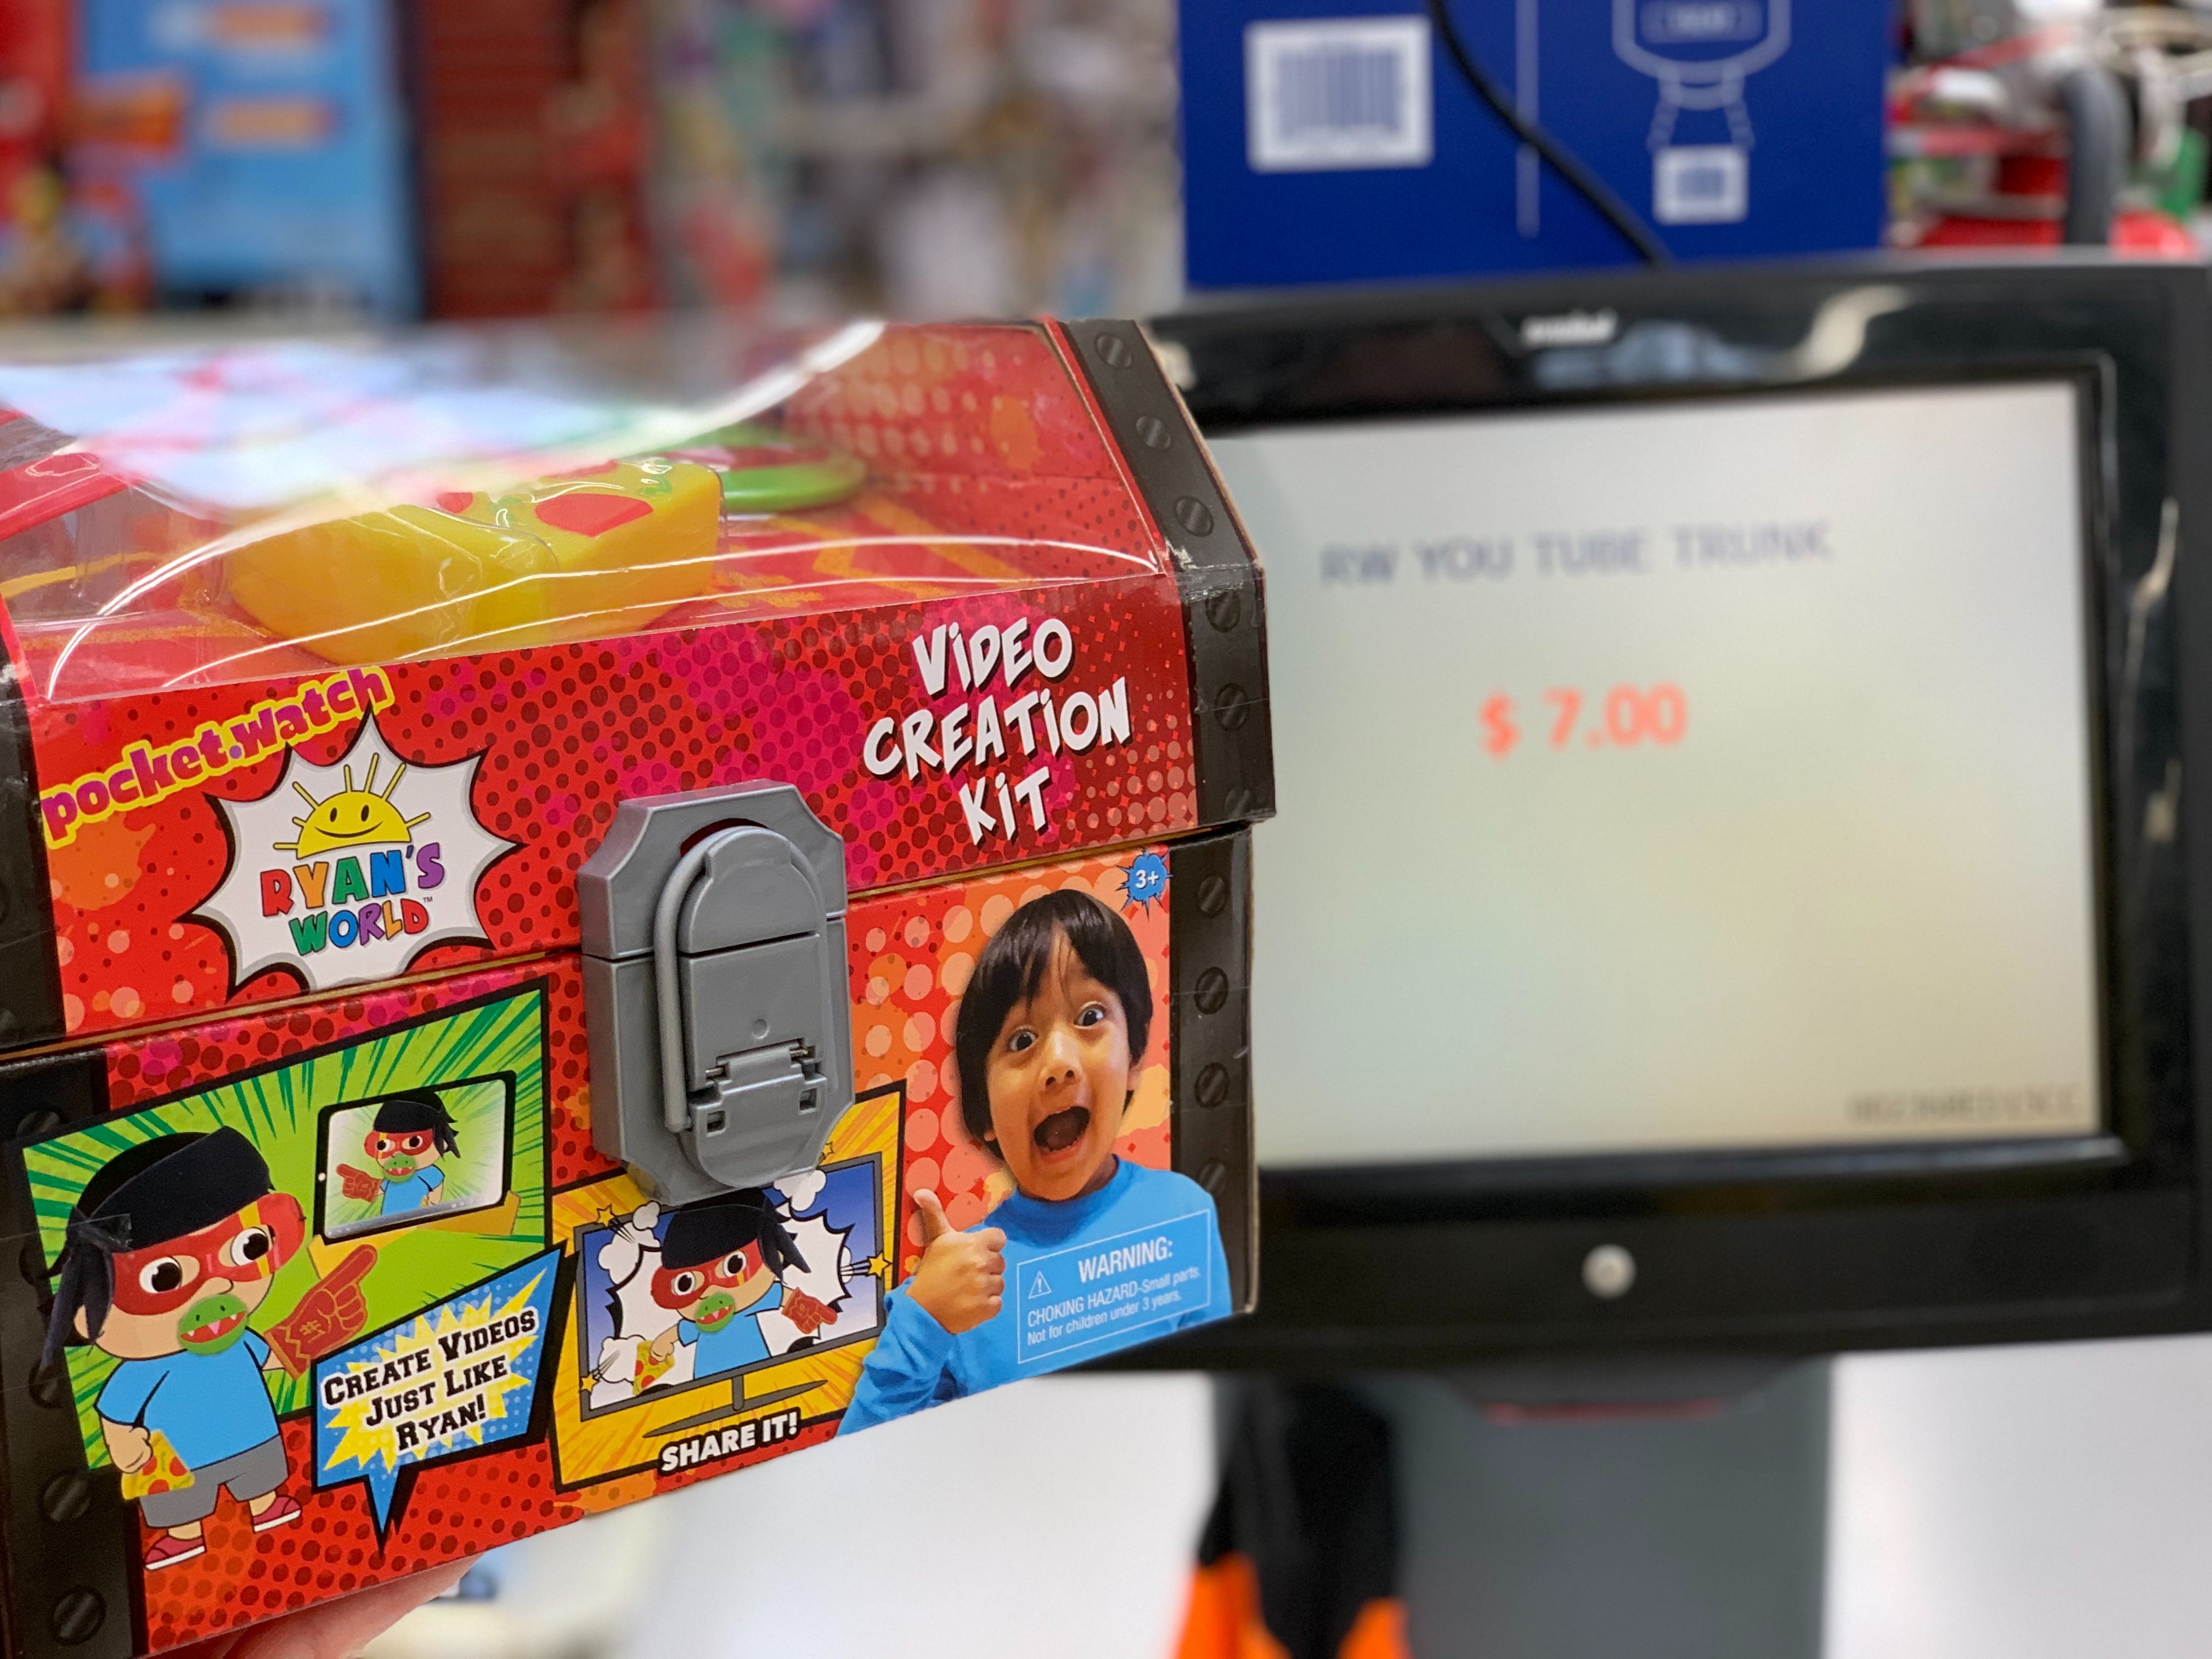 pocket.watch
RYAN'S
WORLD™
VIDEO
CREATION
KIT
3+
CREATE VIDEOS
JUST LIKE
RYAN!
SHARE IT!
WARNING:
CHOKING HAZARD-Small parts.
Not for children under 3 years.
RW YOU TUBE TRUNK
$ 7.00